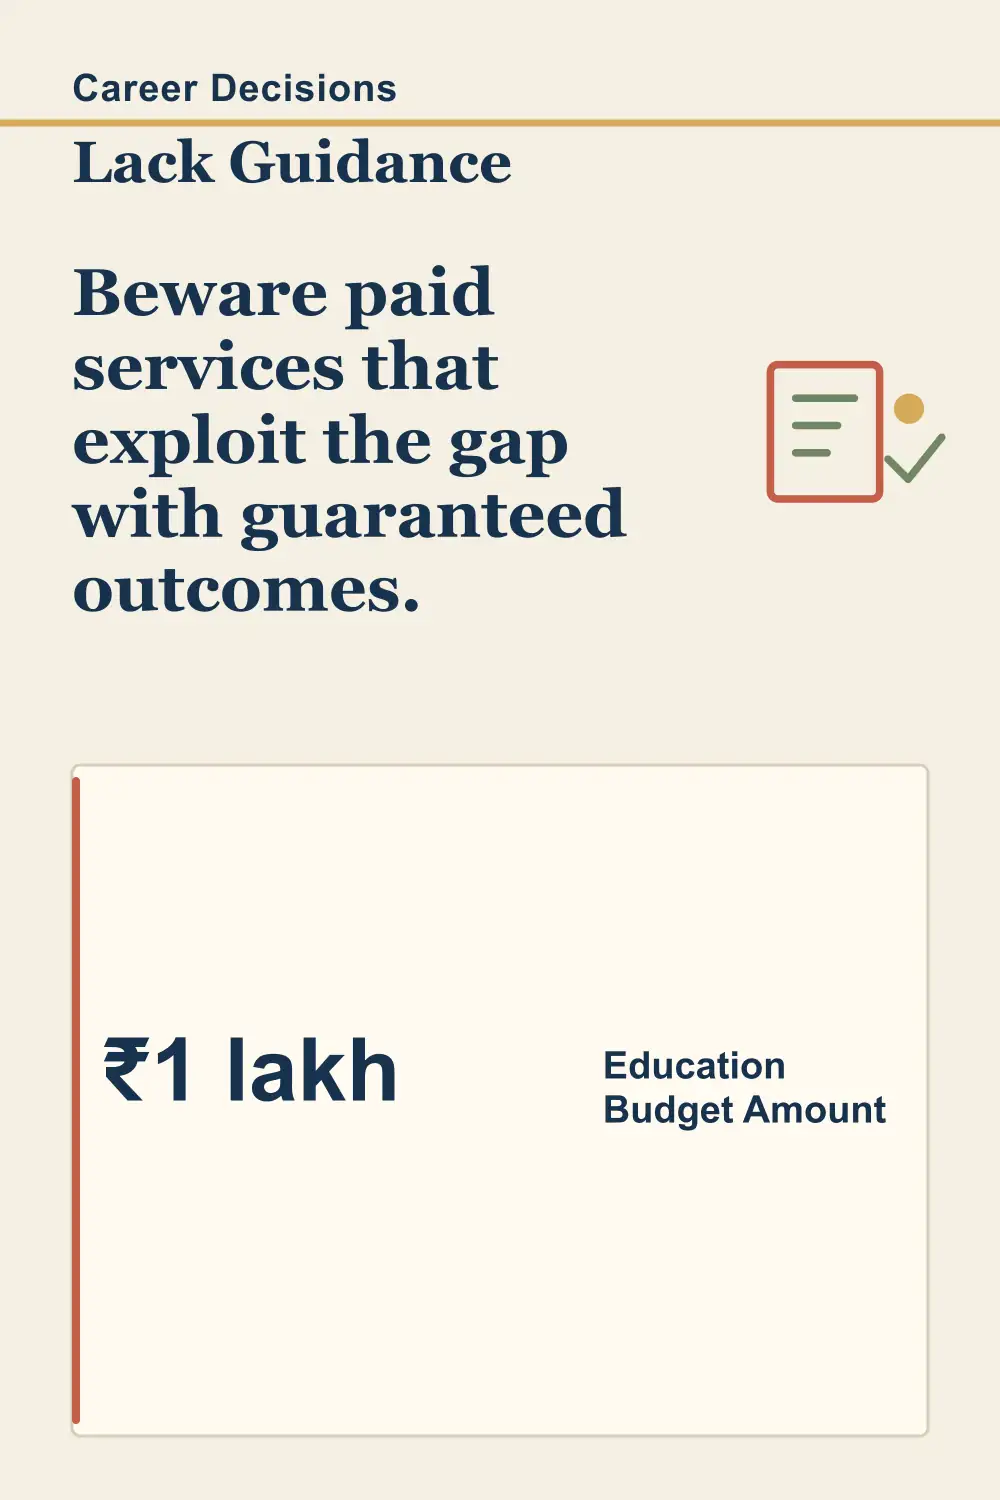 Career Decisions
Lack Guidance
Beware paid
services that
exploit the gap
with guaranteed
outcomes.
₹1 lakh
Education
Budget Amount